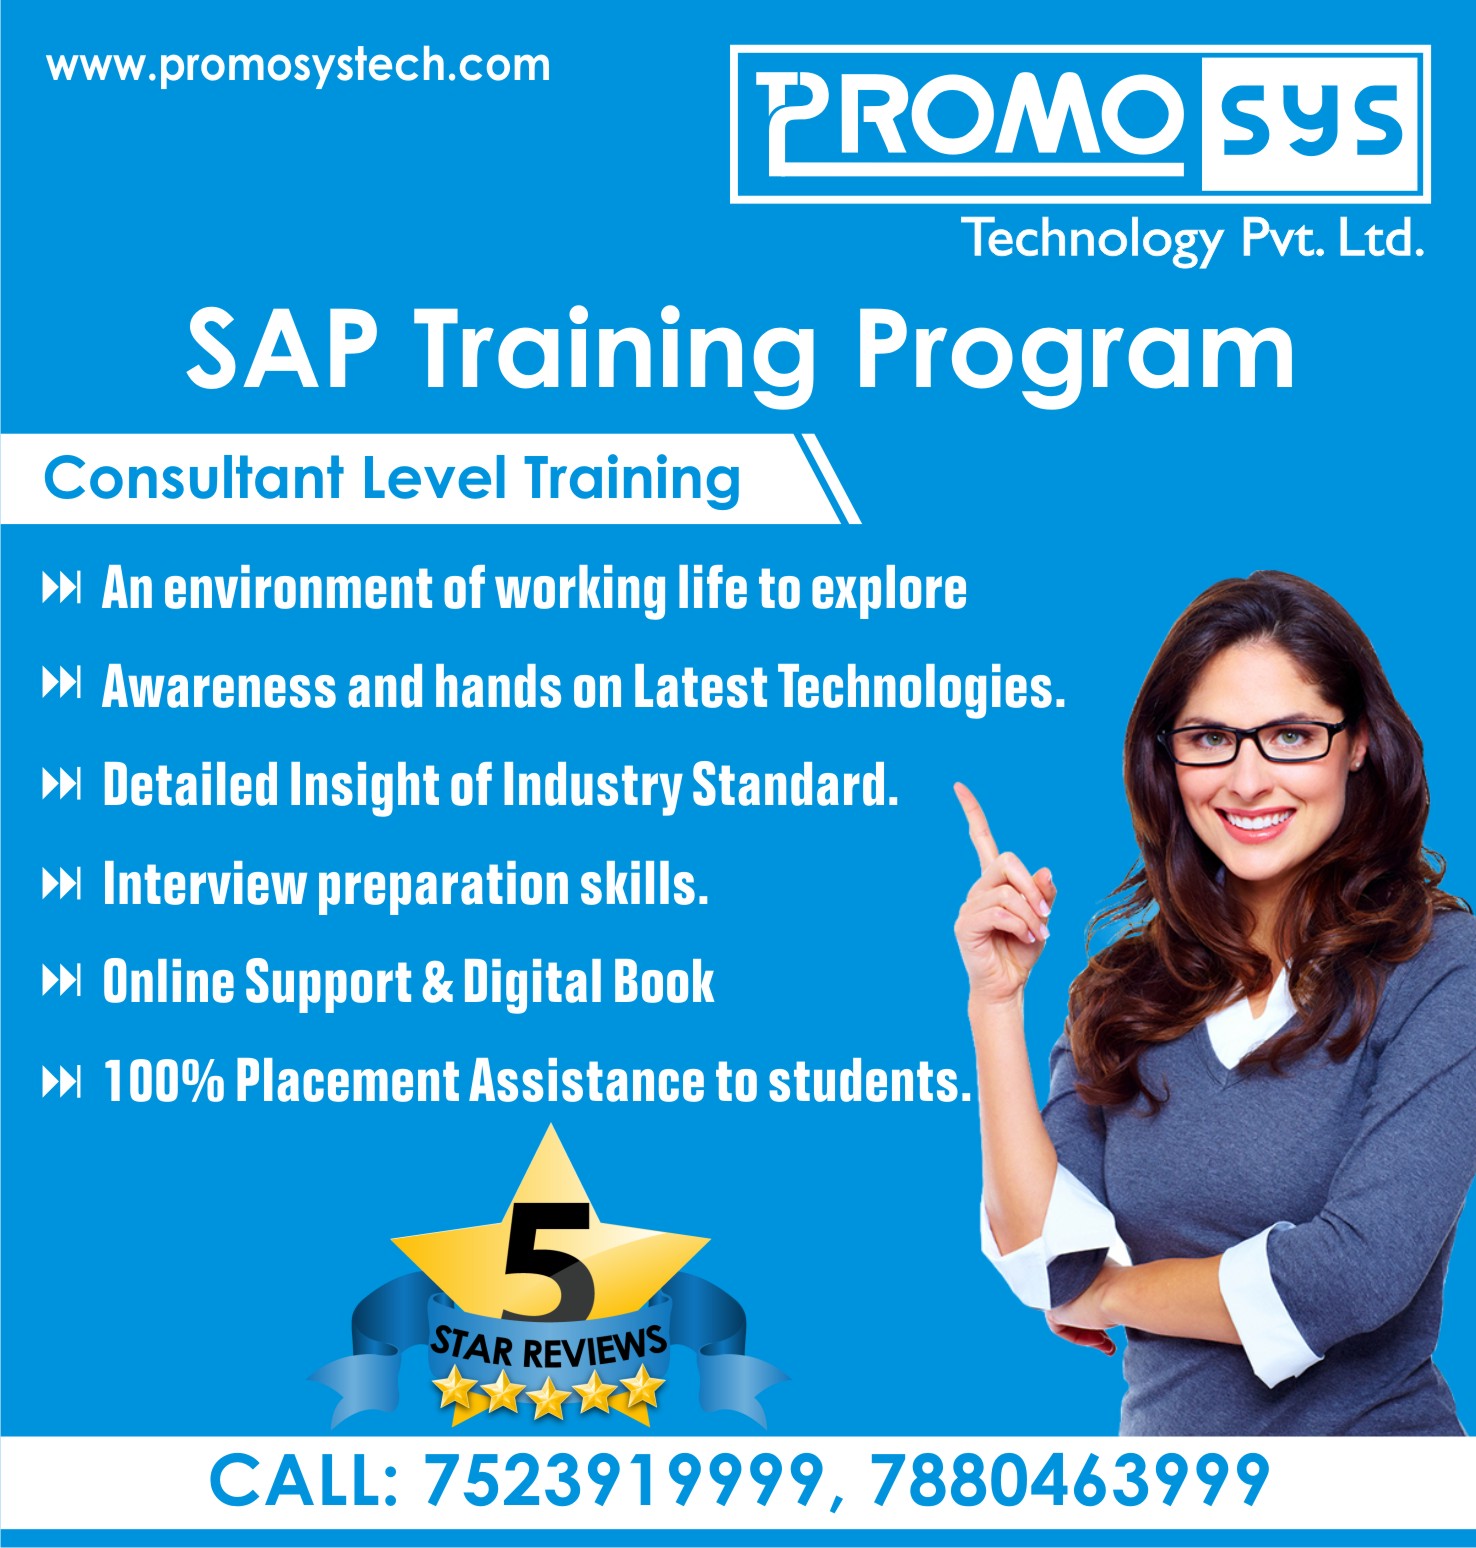 www.promosystech.com
PROMO sys
Technology Pvt. Ltd.
SAP Training Program
Consultant Level Training
An environment of working life to explore
Awareness and hands on Latest Technologies.
Detailed Insight of Industry Standard.
Interview preparation skills.
Online Support & Digital Book
100% Placement Assistance to students.
5
STAR REVIEWS
CALL: 7523919999, 7880463999